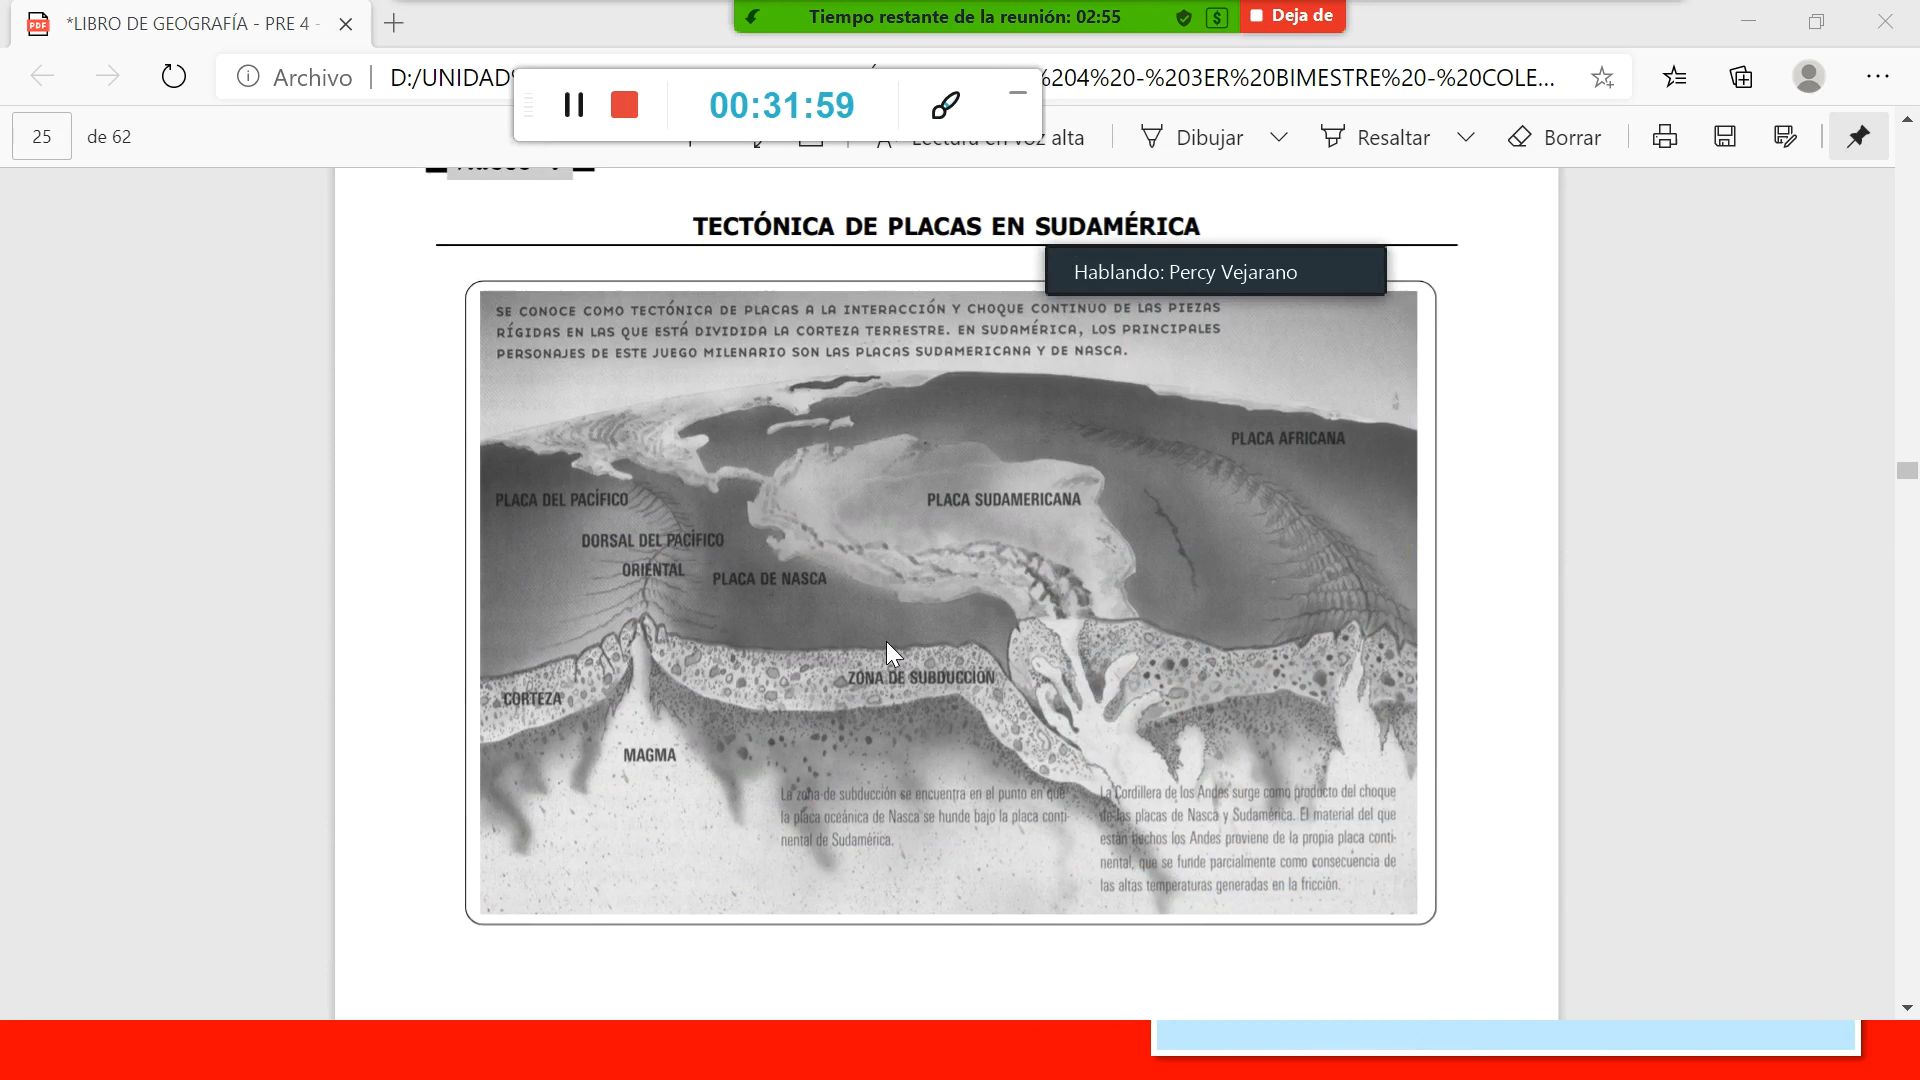 *LIBRO DE GEOGRAFÍA - PRE 4 -
Tiempo restante de la reunión: 02:55
Deja de
Archivo
D:/UNIDAD
%204%20-%203ER%20BIMESTRE%20-%20COLE...
00:31:59
25
de 62
alta
Dibujar
Resaltar
Borrar
TECTÓNICA DE PLACAS EN SUDAMÉRICA
Hablando: Percy Vejarano
SE CONOCE COMO TECTÓNICA DE PLACAS A LA INTERACCIÓN Y CHOQUE CONTINUO DE LAS PIEZAS
RÍGIDAS EN LAS QUE ESTÁ DIVIDIDA LA CORTEZA TERRESTRE. EN SUDAMÉRICA, LOS PRINCIPALES
PERSONAJES DE ESTE JUEGO MILENARIO SON LAS PLACAS SUDAMERICANA Y DE NASCA.
PLACA AFRICANA
PLACA DEL PACÍFICO
PLACA SUDAMERICANA
DORSAL DEL PACÍFICO
ORIENTAL
PLACA DE NASCA
ZONA DE SUBDUCCIÓN
CORTEZA
MAGMA
La zona de subducción se encuentra en el punto en que
la placa oceánica de Nasca se hunde bajo la placa conti-
nental de Sudamérica.
La Cordillera de los Andes surge como producto del choque
de las placas de Nasca y Sudamérica. El material del que
están hechos los Andes proviene de la propia placa conti-
nental, que se funde parcialmente como consecuencia de
las altas temperaturas generadas en la fricción.